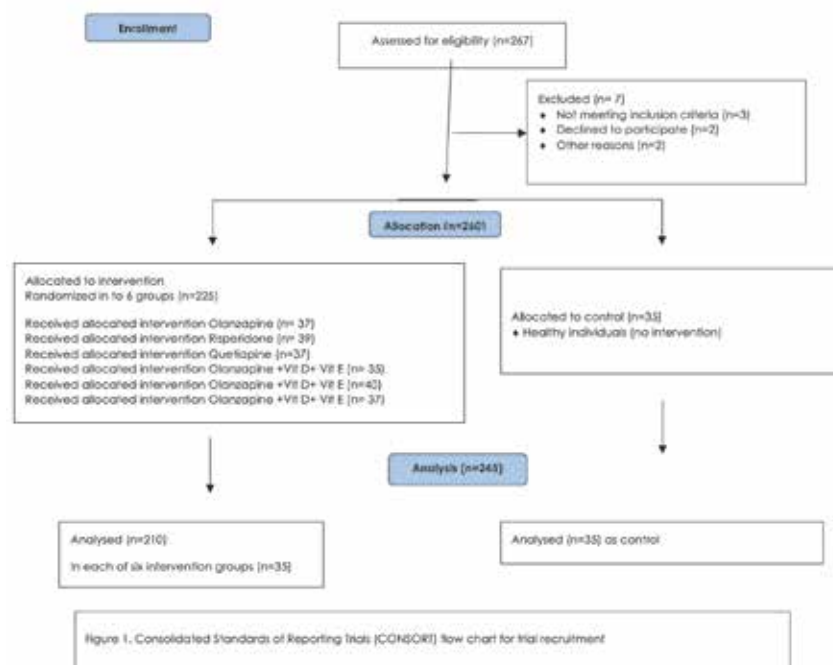 Enrollment
Assessed for eligibility (n=267)
Excluded (n= 7)
♦ Not meeting inclusion criteria (n=3)
♦ Declined to participate (n=2)
♦ Other reasons (n=2)
Allocation (n=260)
Allocated to intervention
Randomized in to 6 groups (n=225)
Received allocated intervention Olanzapine (n= 37)
Received allocated intervention Risperidone (n= 39)
Received allocated intervention Quetiapine (n=37)
Received allocated intervention Olanzapine +Vit D+ Vit E (n= 35)
Received allocated intervention Olanzapine +Vit D+ Vit E (n=40)
Received allocated intervention Olanzapine +Vit D+ Vit E (n= 37)
Allocated to control (n=35)
♦ Healthy individuals (no intervention)
Analysis (n=245)
Analysed (n=210)
In each of six intervention groups (n=35)
Analysed (n=35) as control
Figure 1. Consolidated Standards of Reporting Trials (CONSORT) flow chart for trial recruitment